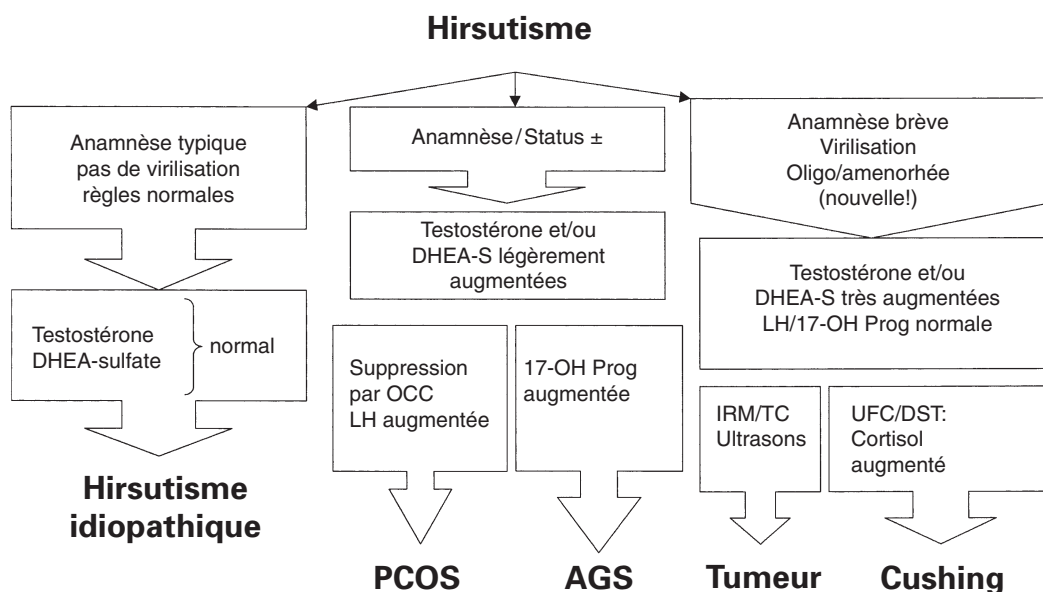 Hirsutisme
Anamnèse typique
pas de virilisation
règles normales
Testostérone
DHEA-sulfate
normal
Hirsutisme
idiopathique
Anamnèse/Status ±
Testostérone et/ou
DHEA-S légèrement
augmentées
Suppression
par OCC
LH augmentée
PCOS
17-OH Prog
augmentée
AGS
Anamnèse brève
Virilisation
Oligo/amenorhée
(nouvelle!)
Testostérone et/ou
DHEA-S très augmentées
LH/17-OH Prog normale
IRM/TC
Ultrasons
Tumeur
UFC/DST:
Cortisol
augmenté
Cushing